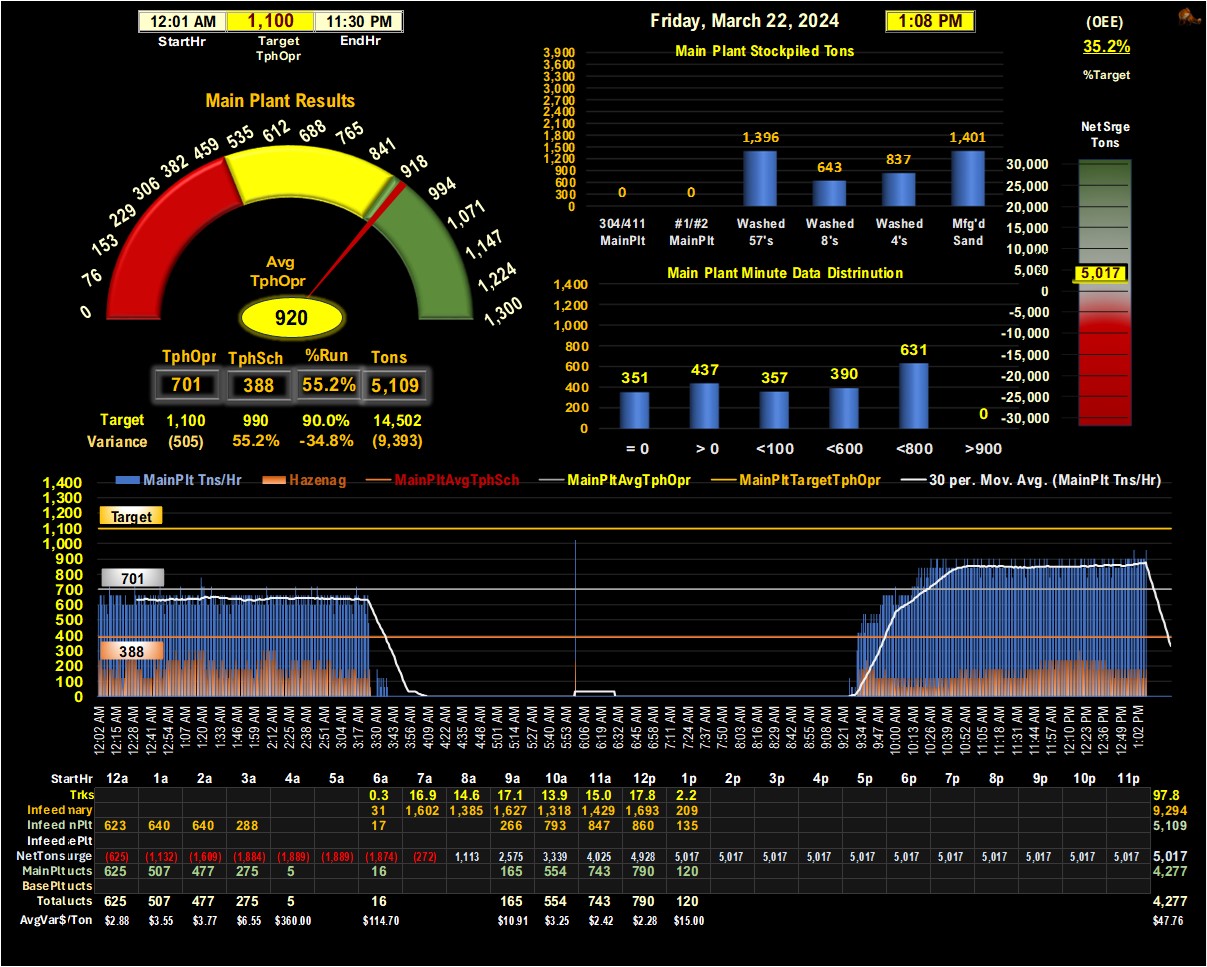 12:01 AM 1,100 11:30 PM
StartHr Target TphOpr EndHr
Friday, March 22, 2024 1:08 PM
(OEE)
35.2%
%Target
Main Plant Results
0 76 153 229 306 382 459 535 612 688 765 841 918 994 1,071 1,147 1,224 1,300
Avg
TphOpr
920
TphOpr TphSch %Run Tons
701 388 55.2% 5,109
Target 1,100 990 90.0% 14,502
Variance (505) 55.2% -34.8% (9,393)
Main Plant Stockpiled Tons
3,900
3,600
3,300
3,000
2,700
2,400
2,100
1,800
1,500
1,200
900
600
300
0
0 0 1,396 643 837 1,401
304/411 #1/#2 Washed Washed Washed Mfg'd
MainPlt MainPlt 57's 8's 4's Sand
Main Plant Minute Data Distrinution
1,400
1,200
1,000
800
600
400
200
0
351 437 357 390 631 0
= 0 > 0 <100 <600 <800 >900
Net Srge
Tons
30,000
25,000
20,000
15,000
10,000
5,000
0
-5,000
-10,000
-15,000
-20,000
-25,000
-30,000
5,017
MainPlt Tns/Hr Hazenag MainPltAvgTphSch MainPltAvgTphOpr MainPltTargetTphOpr 30 per. Mov. Avg. (MainPlt Tns/Hr)
1,400
1,300
1,200
1,100
1,000
900
800
700
600
500
400
300
200
100
0
Target
701
388
12:02 AM 12:15 AM 12:28 AM 12:41 AM 12:54 AM 1:07 AM 1:20 AM 1:33 AM 1:46 AM 1:59 AM 2:12 AM 2:25 AM 2:38 AM 2:51 AM 3:04 AM 3:17 AM 3:30 AM 3:43 AM 3:56 AM 4:09 AM 4:22 AM 4:35 AM 4:48 AM 5:01 AM 5:14 AM 5:27 AM 5:40 AM 5:53 AM 6:06 AM 6:19 AM 6:32 AM 6:45 AM 6:58 AM 7:11 AM 7:24 AM 7:37 AM 7:50 AM 8:03 AM 8:16 AM 8:29 AM 8:42 AM 8:55 AM 9:08 AM 9:21 AM 9:34 AM 9:47 AM 10:00 AM 10:13 AM 10:26 AM 10:39 AM 10:52 AM 11:05 AM 11:18 AM 11:31 AM 11:44 AM 11:57 AM 12:10 PM 12:23 PM 12:36 PM 12:49 PM 1:02 PM
StartHr 12a 1a 2a 3a 4a 5a 6a 7a 8a 9a 10a 11a 12p 1p 2p 3p 4p 5p 6p 7p 8p 9p 10p 11p
Trks 0.3 16.9 14.6 17.1 13.9 15.0 17.8 2.2 97.8
Infeed nary 31 1,602 1,385 1,627 1,318 1,429 1,693 209 9,294
Infeed nPlt 623 640 640 288 17 266 793 847 860 135 5,109
Infeed ePlt
NetTons urge (625) (1,132) (1,609) (1,884) (1,889) (1,889) (1,874) (272) 1,113 2,575 3,339 4,025 4,928 5,017 5,017 5,017 5,017 5,017 5,017 5,017 5,017 5,017 5,017 5,017 5,017
MainPlt ucts 625 507 477 275 5 16 165 554 743 790 120 4,277
BasePlt ucts
Total ucts 625 507 477 275 5 16 165 554 743 790 120 4,277
AvgVar$/Ton $2.88 $3.55 $3.77 $6.55 $360.00 $114.70 $10.91 $3.25 $2.42 $2.28 $15.00 $47.76